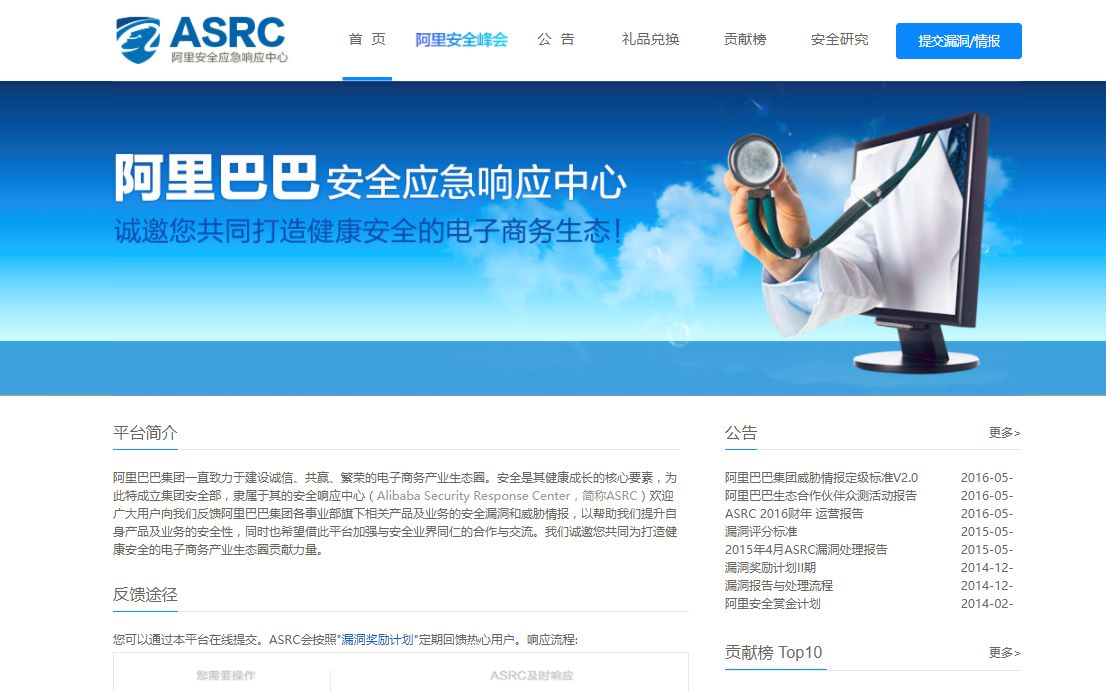 ASRC
阿里安全应急响应中心
首 页
阿里安全峰会
公 告
礼品兑换
贡献榜
安全研究
提交漏洞/情报
阿里巴巴安全应急响应中心
诚邀您共同打造健康安全的电子商务生态！
平台简介
阿里巴巴集团一直致力于建设诚信、共赢、繁荣的电子商务产业生态圈。安全是其健康成长的核心要素，为
此特成立集团安全部，隶属于其的安全响应中心（Alibaba Security Response Center，简称ASRC）欢迎
广大用户向我们反馈阿里巴巴集团各事业部旗下相关产品及业务的安全漏洞和威胁情报，以帮助我们提升自
身产品及业务的安全性，同时也希望借此平台加强与安全业界同仁的合作与交流。我们诚邀您共同为打造健
康安全的电子商务产业生态圈贡献力量。
反馈途径
您可以通过本平台在线提交。ASRC会按照"漏洞奖励计划"定期回馈热心用户。响应流程:
您需要操作
ASRC及时响应
公告
更多>
阿里巴巴集团威胁情报定级标准V2.0 2016-05-
阿里巴巴生态合作伙伴众测活动报告 2016-05-
ASRC 2016财年 运营报告 2016-05-
漏洞评分标准 2015-05-
2015年4月ASRC漏洞处理报告 2015-05-
漏洞奖励计划II期 2014-12-
漏洞报告与处理流程 2014-12-
阿里安全赏金计划 2014-02-
贡献榜 Top10
更多>